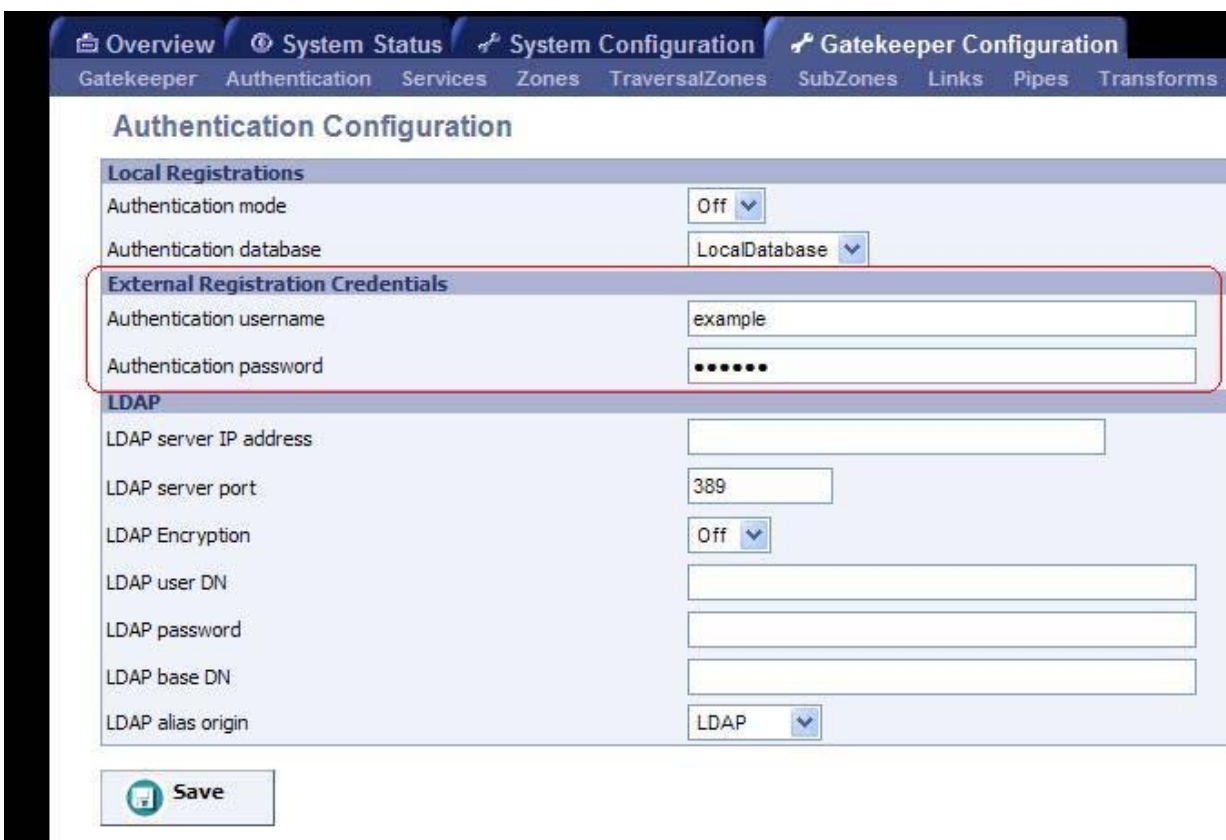 Overview System Status System Configuration Gatekeeper Configuration
Gatekeeper Authentication Services Zones TraversalZones SubZones Links Pipes Transforms
Authentication Configuration
Local Registrations
Authentication mode Off
Authentication database LocalDatabase
External Registration Credentials
Authentication username example
Authentication password ••••••
LDAP
LDAP server IP address
LDAP server port 389
LDAP Encryption Off
LDAP user DN
LDAP password
LDAP base DN
LDAP alias origin LDAP
Save